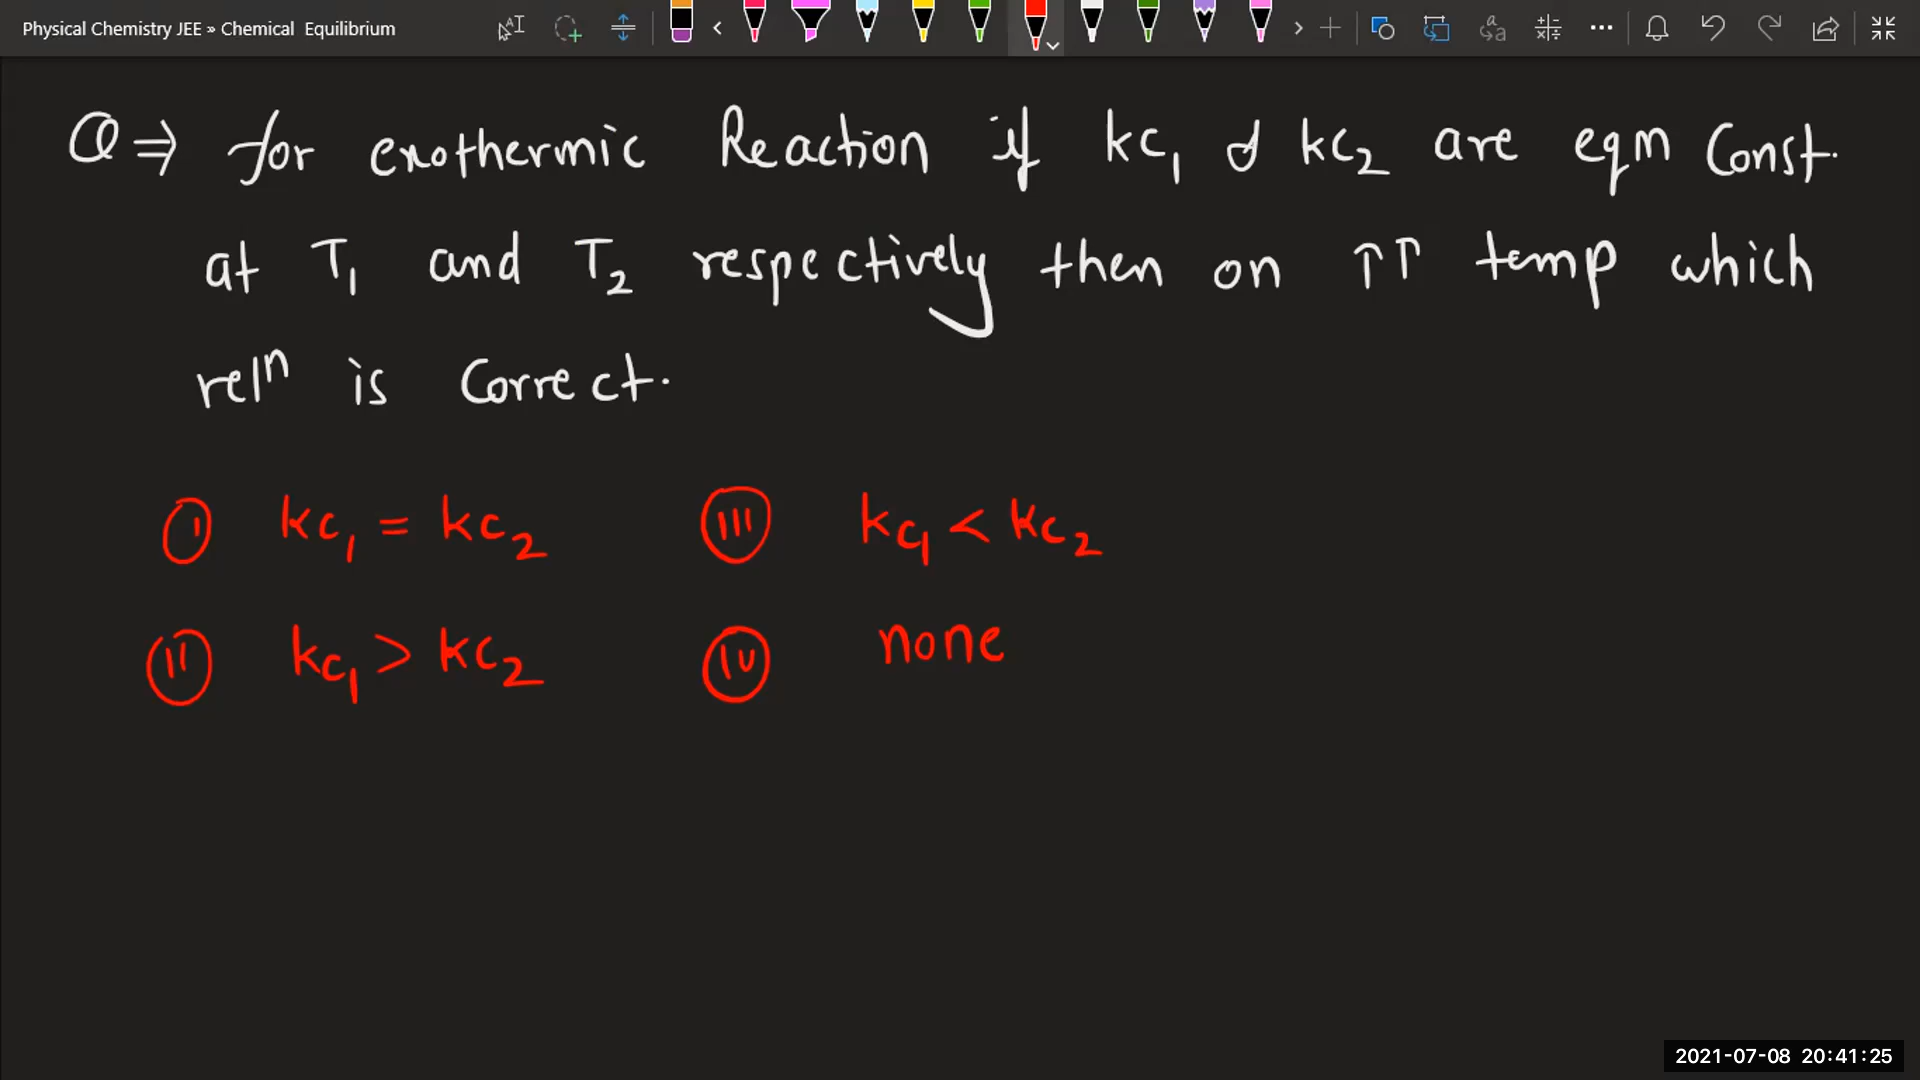 Physical Chemistry JEE » Chemical Equilibrium
Q ⇒ for exothermic Reaction if kc₁ & kc₂ are eqm Const.
at T₁ and T₂ respectively then on ↑↑ temp which
relⁿ is Correct.
(I) kc₁ = kc₂ (III) kc₁ < kc₂
(II) kc₁ > kc₂ (IV) none
2021-07-08 20:41:25